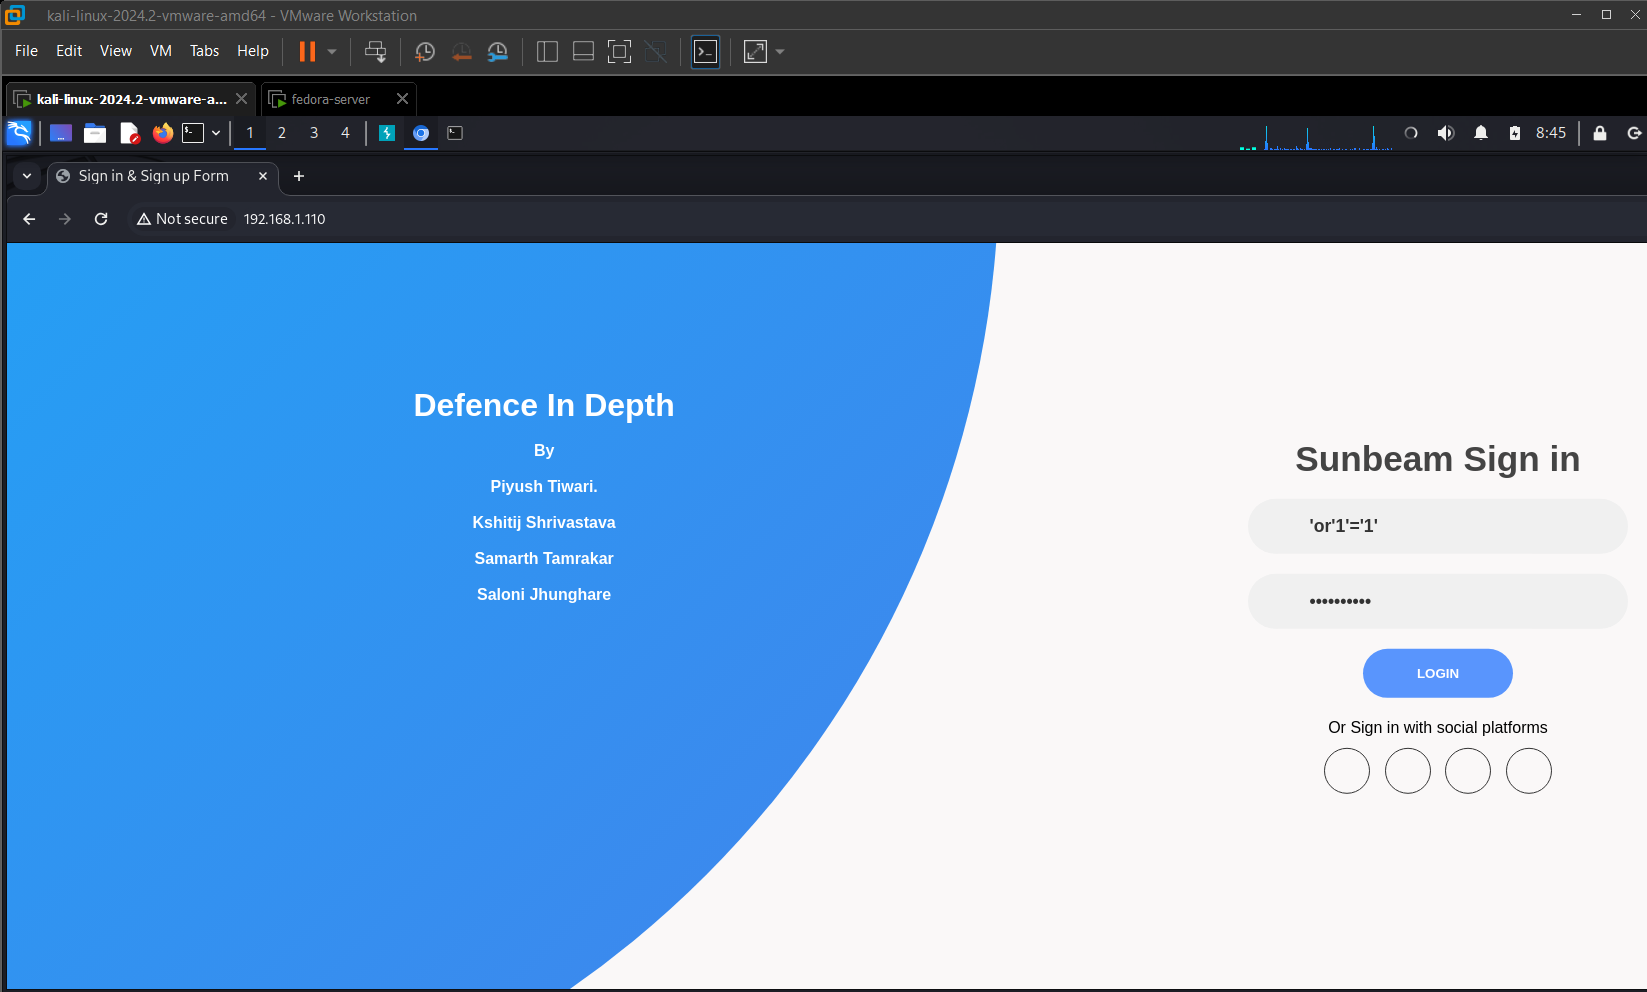 kali-linux-2024.2-vmware-amd64 - VMware Workstation
File Edit View VM Tabs Help
kali-linux-2024.2-vmware-a... fedora-server
1 2 3 4 8:45
Sign in & Sign up Form
Not secure 192.168.1.110
Defence In Depth
By
Piyush Tiwari.
Kshitij Shrivastava
Samarth Tamrakar
Saloni Jhunghare
Sunbeam Sign in
'or'1'='1'
••••••••••
LOGIN
Or Sign in with social platforms